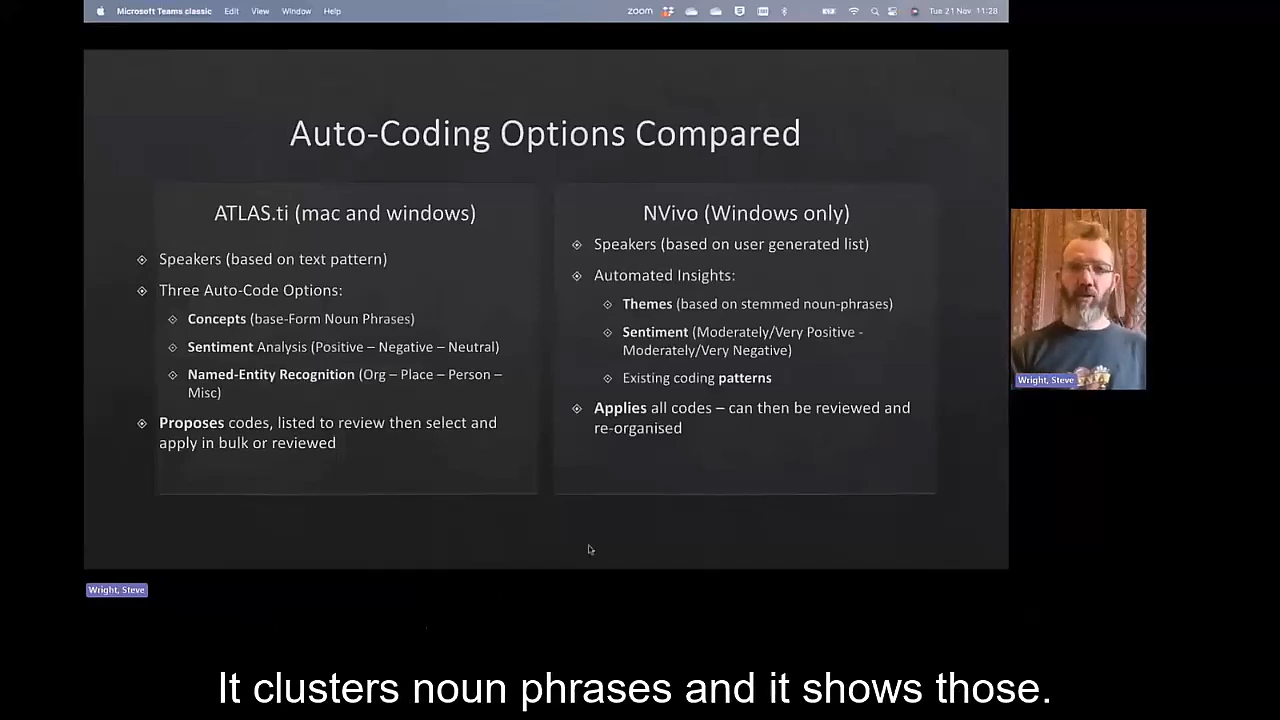 Microsoft Teams classic Edit View Window Help zoom Tue 21 Nov 11:28
Auto-Coding Options Compared
ATLAS.ti (mac and windows)
Speakers (based on text pattern)
Three Auto-Code Options:
Concepts (base-Form Noun Phrases)
Sentiment Analysis (Positive – Negative – Neutral)
Named-Entity Recognition (Org – Place – Person –
Misc)
Proposes codes, listed to review then select and
apply in bulk or reviewed
NVivo (Windows only)
Speakers (based on user generated list)
Automated Insights:
Themes (based on stemmed noun-phrases)
Sentiment (Moderately/Very Positive -
Moderately/Very Negative)
Existing coding patterns
Applies all codes – can then be reviewed and
re-organised
Wright, Steve
Wright, Steve
It clusters noun phrases and it shows those.